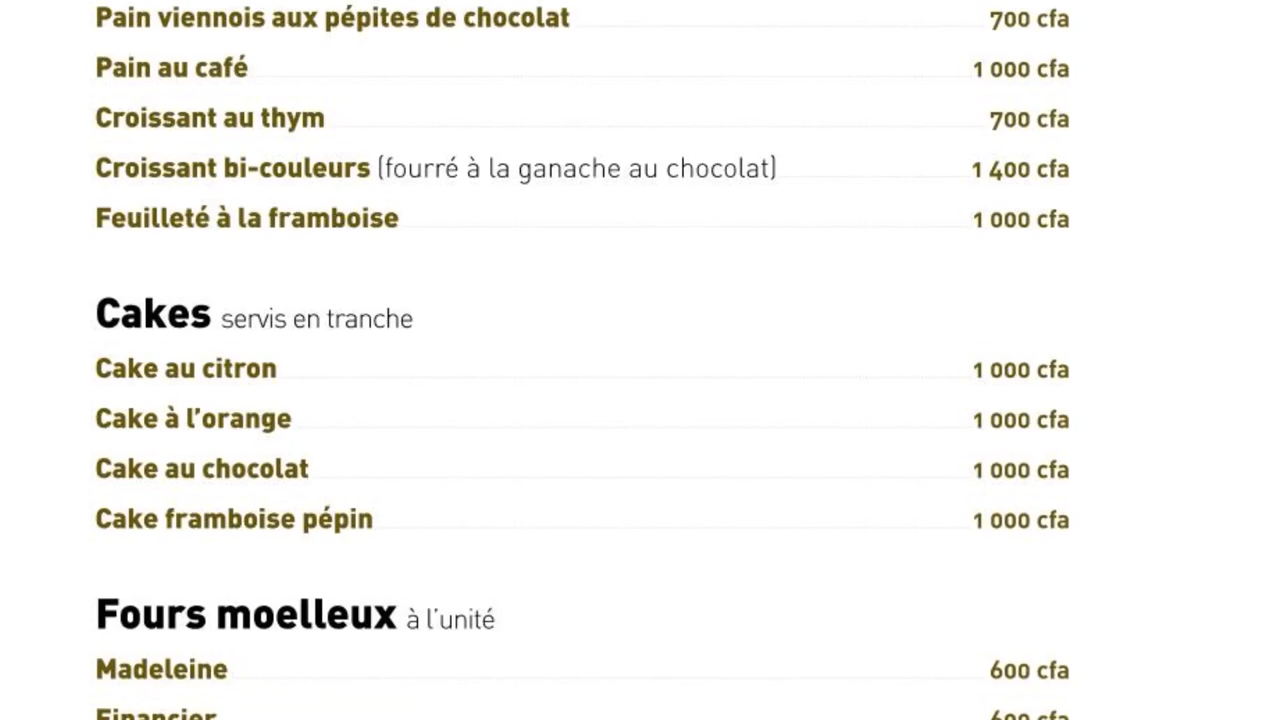 Pain viennois aux pépites de chocolat 700 cfa
Pain au café 1 000 cfa
Croissant au thym 700 cfa
Croissant bi-couleurs (fourré à la ganache au chocolat) 1 400 cfa
Feuilleté à la framboise 1 000 cfa
Cakes servis en tranche
Cake au citron 1 000 cfa
Cake à l'orange 1 000 cfa
Cake au chocolat 1 000 cfa
Cake framboise pépin 1 000 cfa
Fours moelleux à l'unité
Madeleine 600 cfa
Financier 600 cfa